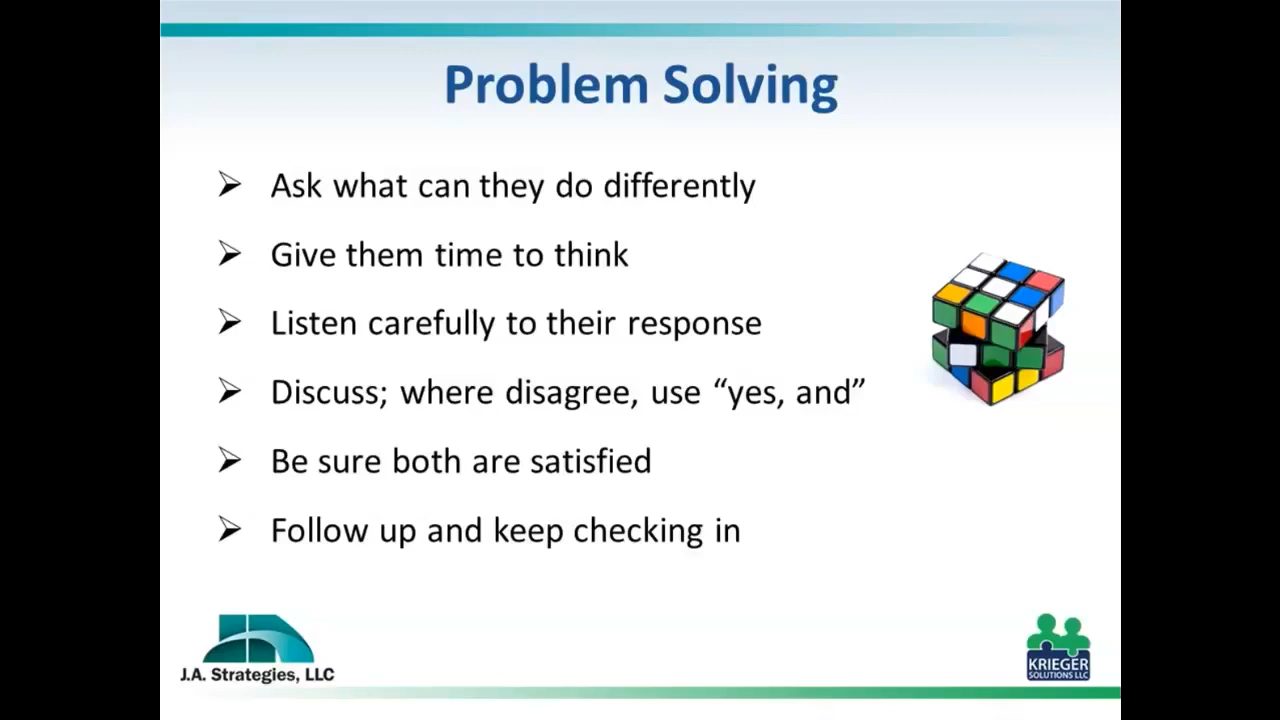 Problem Solving
Ask what can they do differently
Give them time to think
Listen carefully to their response
Discuss; where disagree, use “yes, and”
Be sure both are satisfied
Follow up and keep checking in
J.A. Strategies, LLC
KRIEGER
SOLUTIONS LLC